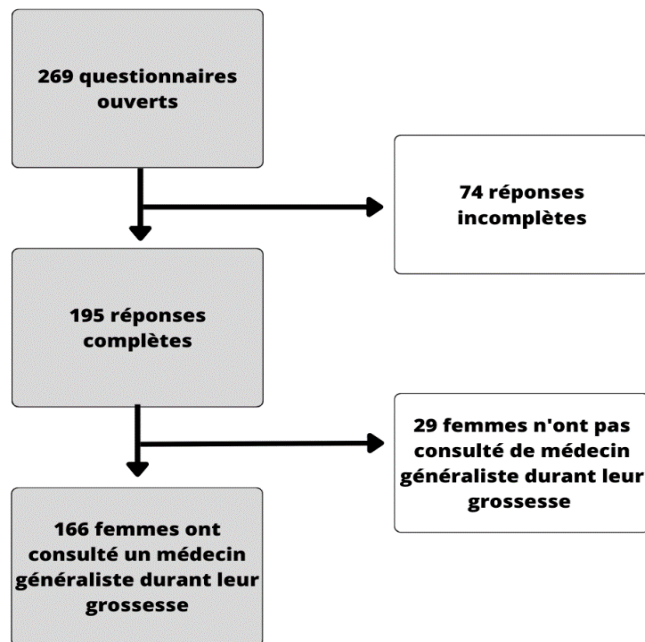 269 questionnaires
ouverts
74 réponses
incomplètes
195 réponses
complètes
29 femmes n'ont pas
consulté de médecin
généraliste durant leur
grossesse
166 femmes ont
consulté un médecin
généraliste durant leur
grossesse